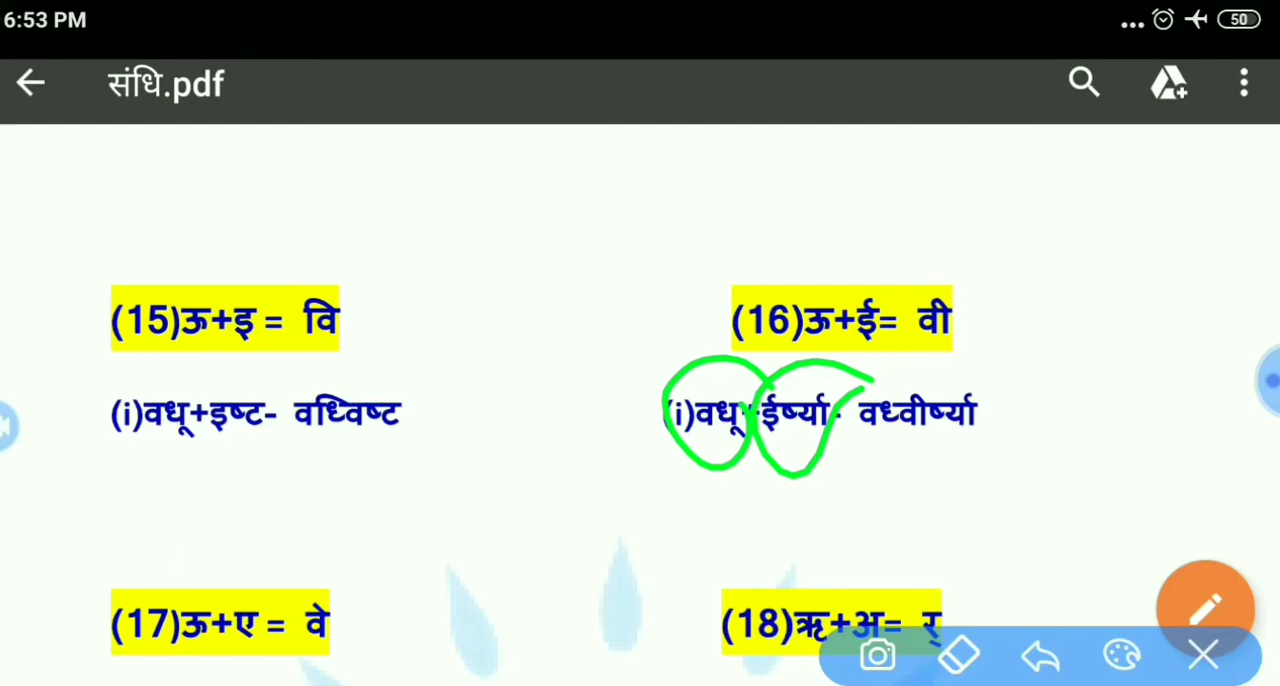 6:53 PM
50
संधि.pdf
(15)ऊ+इ = वि
(16)ऊ+ई= वी
(i)वधू+इष्ट- वध्विष्ट
(i)वधू+ईर्ष्या- वध्वीर्ष्या
(17)ऊ+ए = वे
(18)ऋ+अ= र्